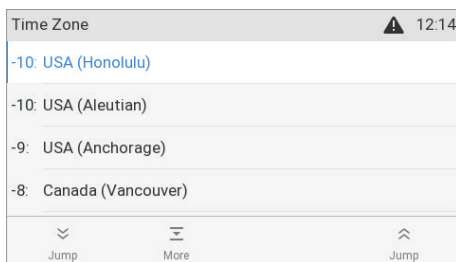 Time Zone 12:14
-10: USA (Honolulu)
-10: USA (Aleutian)
-9: USA (Anchorage)
-8: Canada (Vancouver)
Jump More Jump